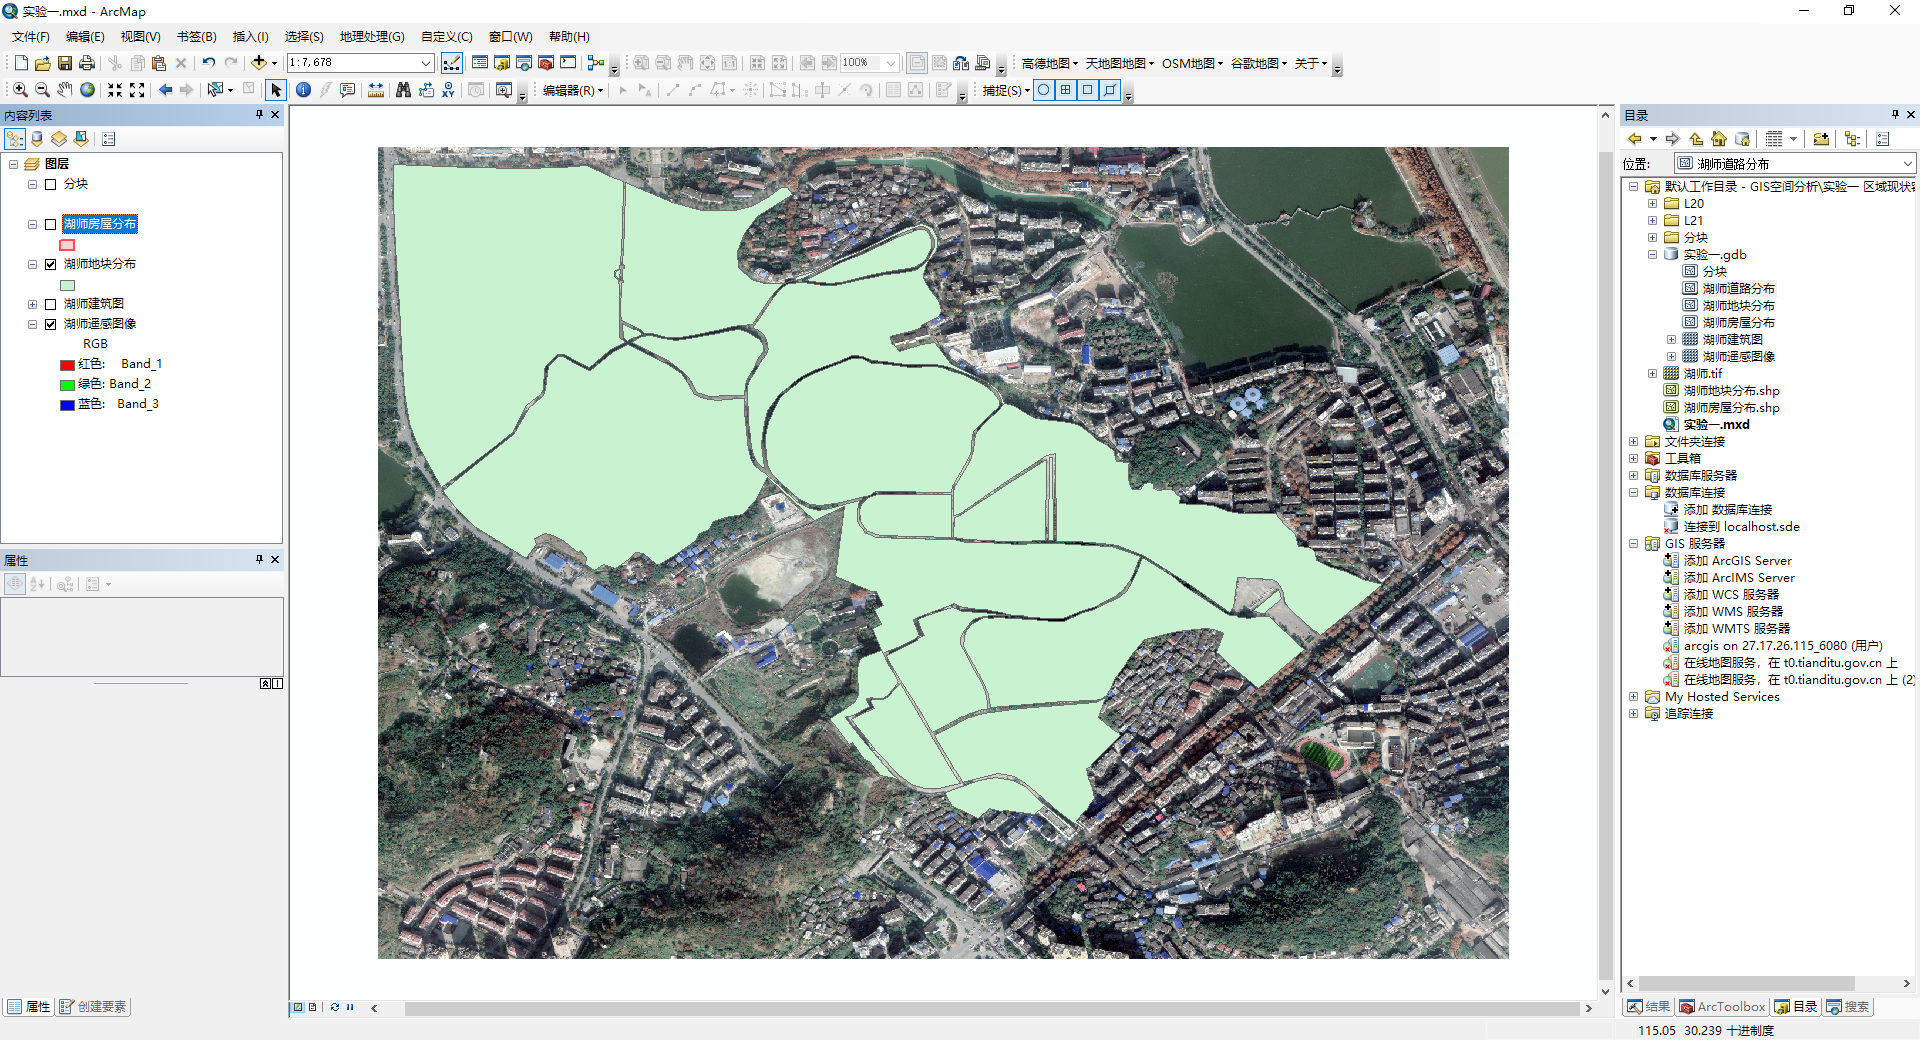 实验一.mxd - ArcMap
文件(F) 编辑(E) 视图(V) 书签(B) 插入(I) 选择(S) 地理处理(G) 自定义(C) 窗口(W) 帮助(H)
1:7,678 100% 高德地图 天地图地图 OSM地图 谷歌地图 关于
编辑器(R) 捕捉(S)
内容列表
图层
分块
湖师房屋分布
湖师地块分布
湖师建筑图
湖师遥感图像
RGB
红色: Band_1
绿色: Band_2
蓝色: Band_3
属性
属性 创建要素
目录
位置: 湖师道路分布
默认工作目录 - GIS空间分析\实验一 区域现状
L20
L21
分块
实验一.gdb
分块
湖师道路分布
湖师地块分布
湖师房屋分布
湖师建筑图
湖师遥感图像
湖师.tif
湖师地块分布.shp
湖师房屋分布.shp
实验一.mxd
文件夹连接
工具箱
数据库服务器
数据库连接
添加 数据库连接
连接到 localhost.sde
GIS 服务器
添加 ArcGIS Server
添加 ArcIMS Server
添加 WCS 服务器
添加 WMS 服务器
添加 WMTS 服务器
arcgis on 27.17.26.115_6080 (用户)
在线地图服务，在 t0.tianditu.gov.cn 上
在线地图服务，在 t0.tianditu.gov.cn 上 (2)
My Hosted Services
追踪连接
结果 ArcToolbox 目录 搜索
115.05 30.239 十进制度